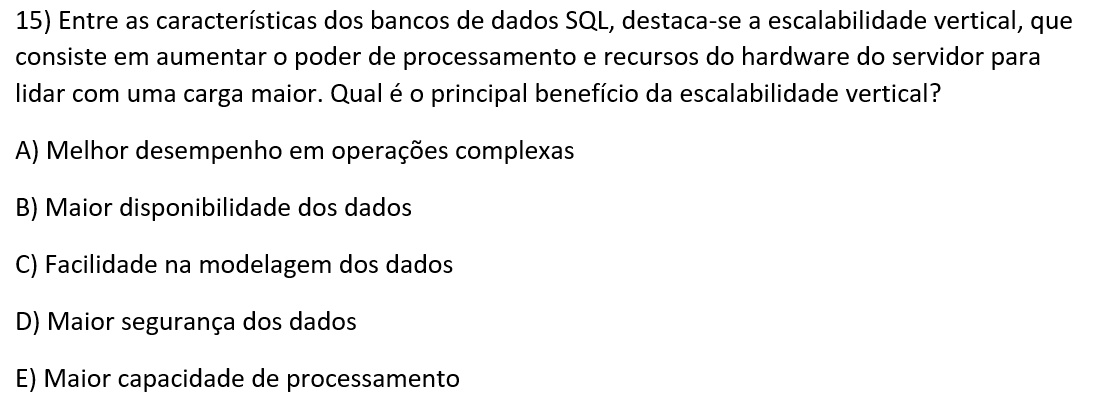 15) Entre as características dos bancos de dados SQL, destaca-se a escalabilidade vertical, que
consiste em aumentar o poder de processamento e recursos do hardware do servidor para
lidar com uma carga maior. Qual é o principal benefício da escalabilidade vertical?
A) Melhor desempenho em operações complexas
B) Maior disponibilidade dos dados
C) Facilidade na modelagem dos dados
D) Maior segurança dos dados
E) Maior capacidade de processamento